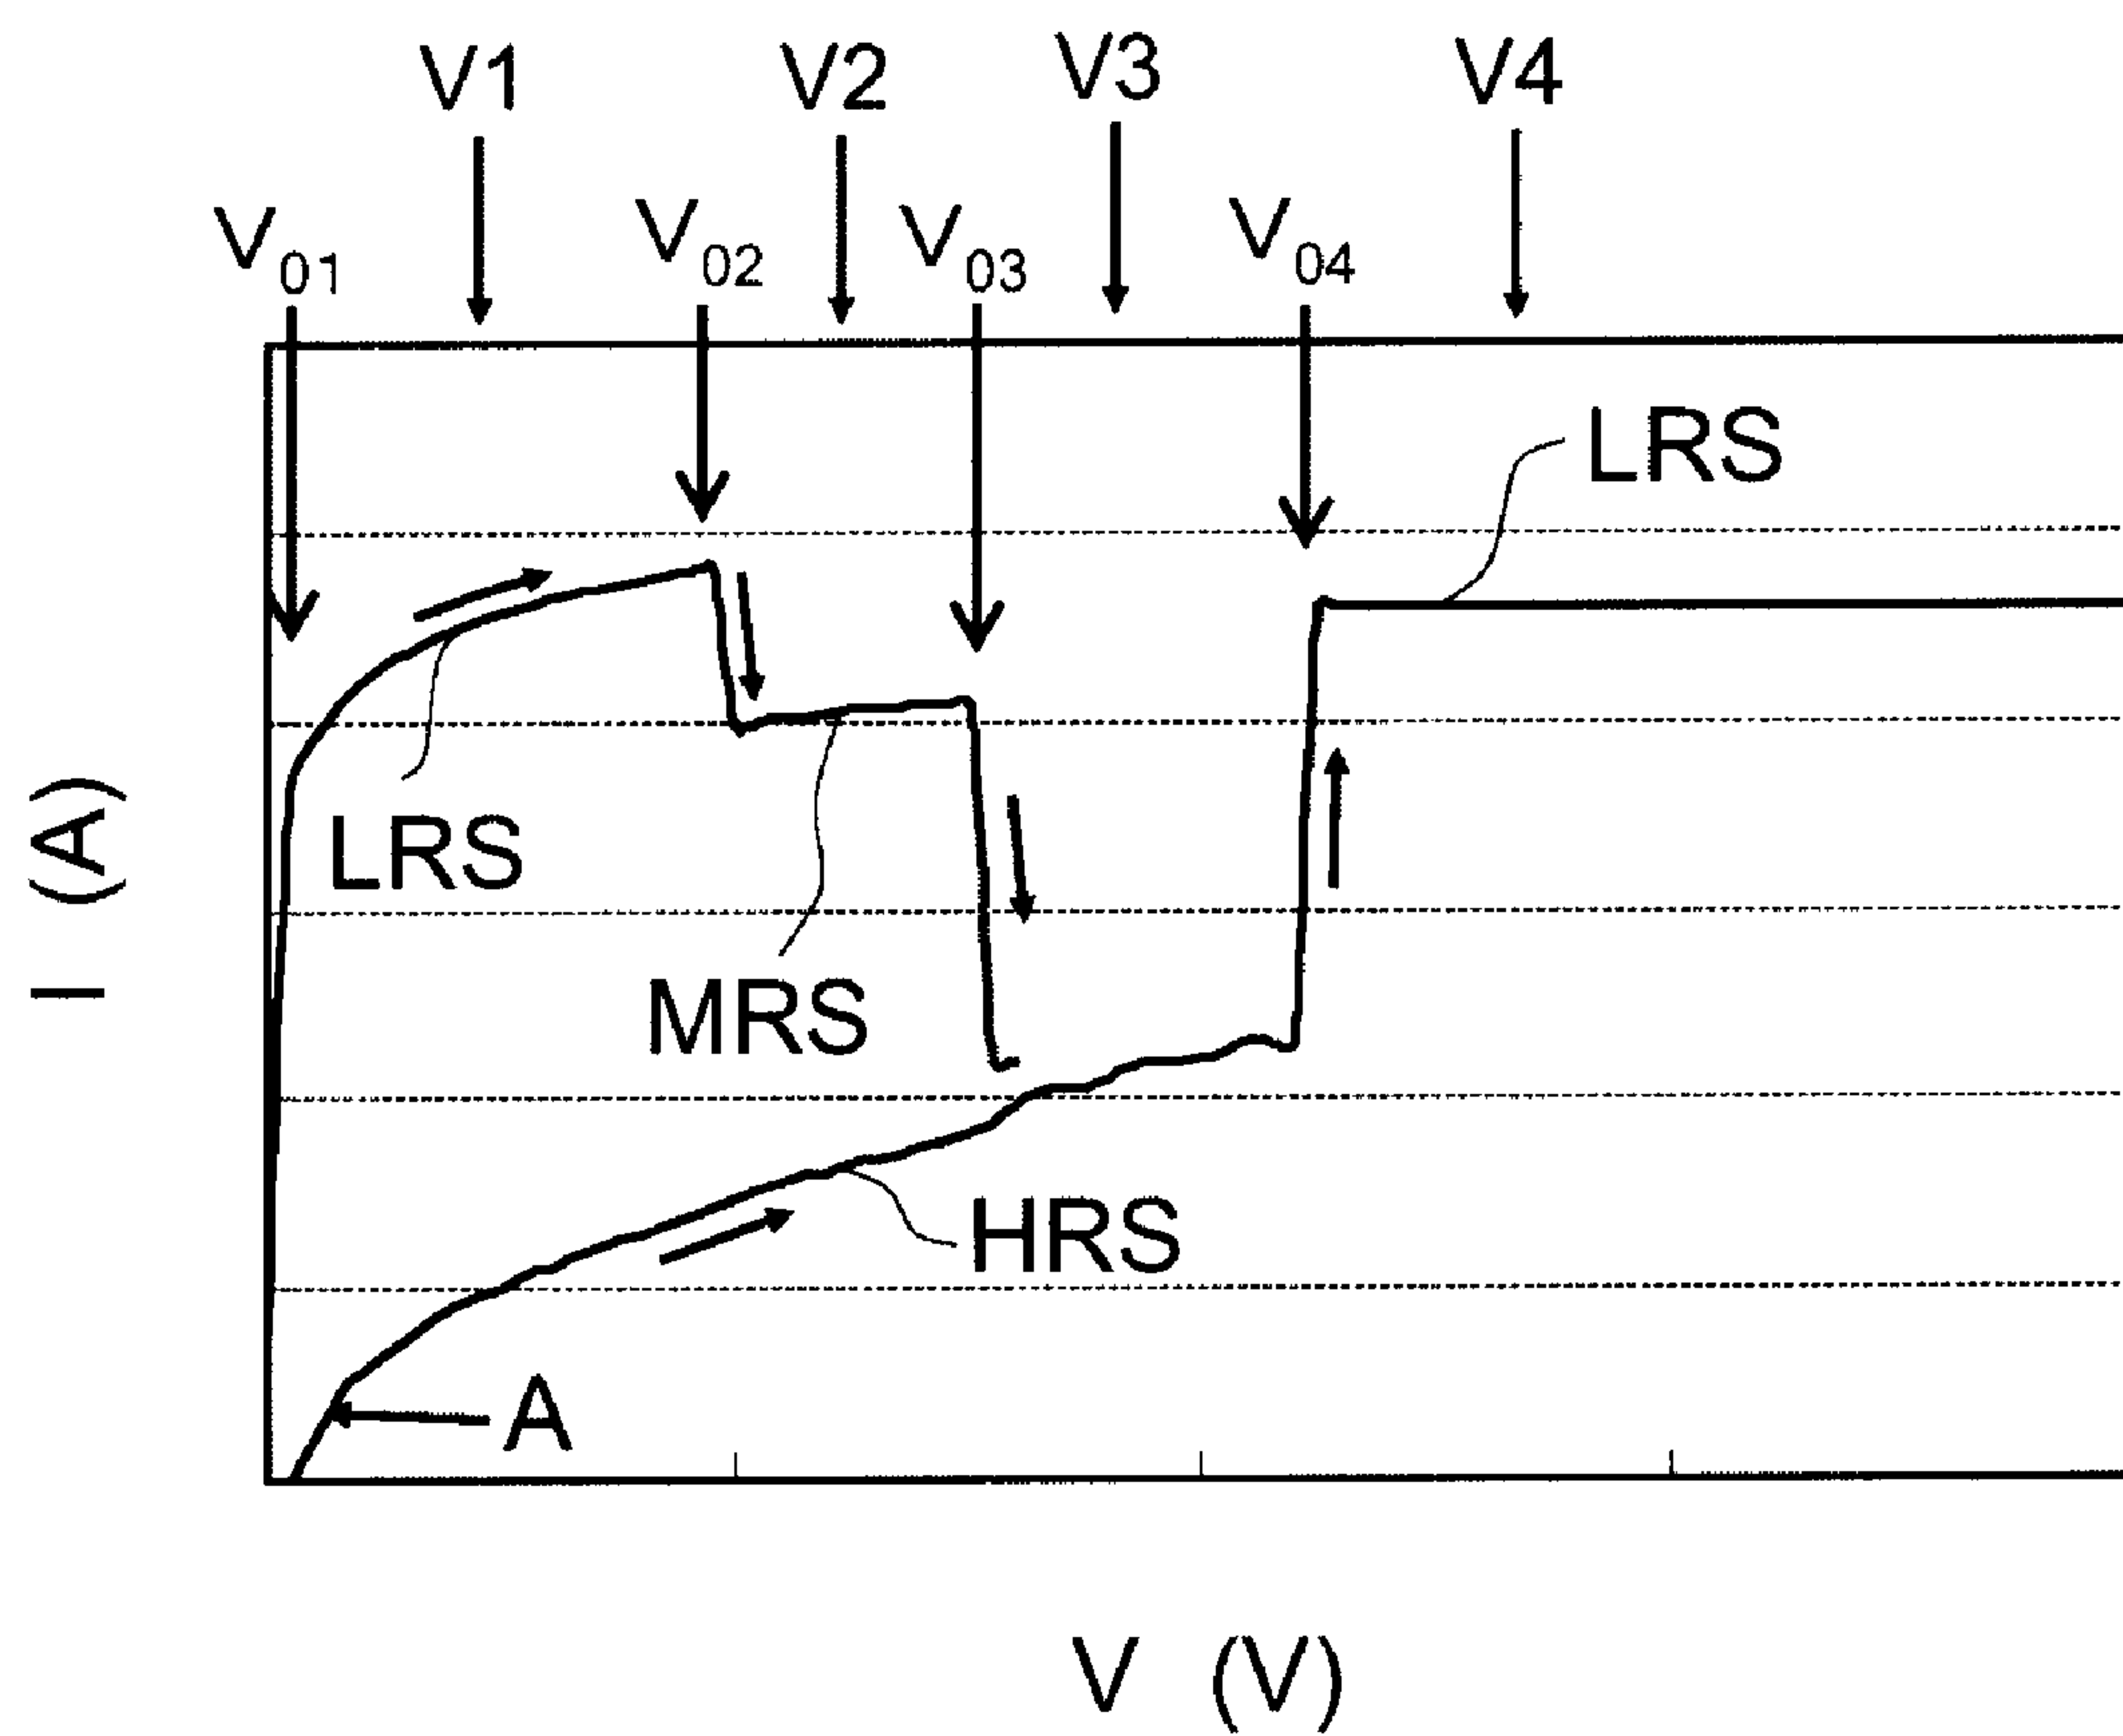 V1 V2 V3 V4
V01 V02 V03 V04
LRS
LRS
I (A)
MRS
HRS
A
V (V)